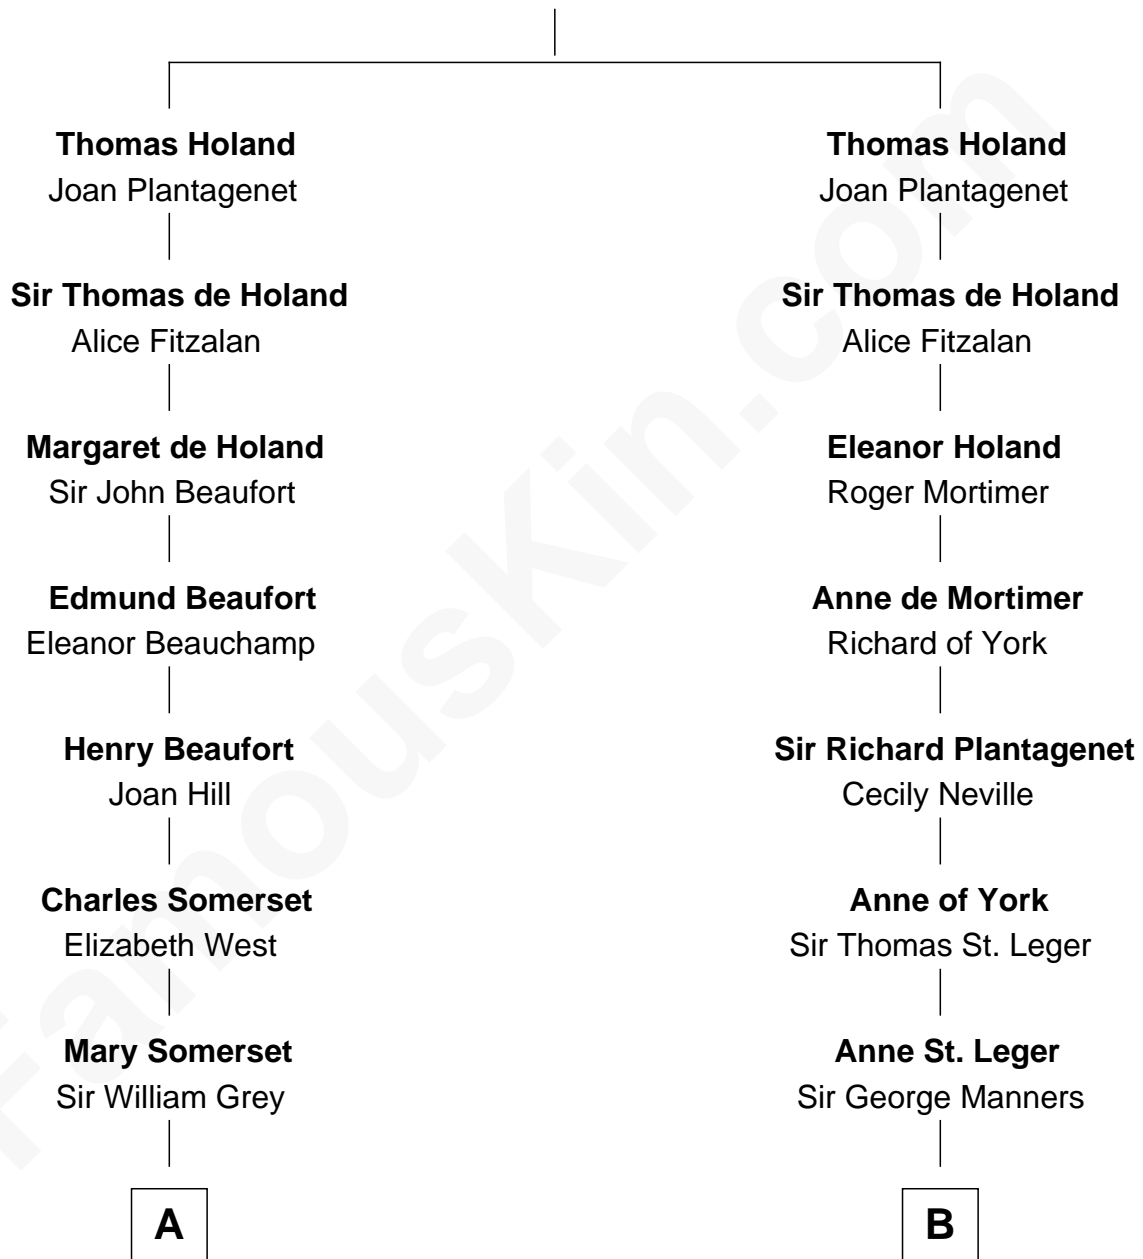 Thomas Holand
Joan Plantagenet
Sir Thomas de Holand
Alice Fitzalan
Margaret de Holand
Sir John Beaufort
Edmund Beaufort
Eleanor Beauchamp
Henry Beaufort
Joan Hill
Charles Somerset
Elizabeth West
Mary Somerset
Sir William Grey
A
Thomas Holand
Joan Plantagenet
Sir Thomas de Holand
Alice Fitzalan
Eleanor Holand
Roger Mortimer
Anne de Mortimer
Richard of York
Sir Richard Plantagenet
Cecily Neville
Anne of York
Sir Thomas St. Leger
Anne St. Leger
Sir George Manners
B
FamousKin.com